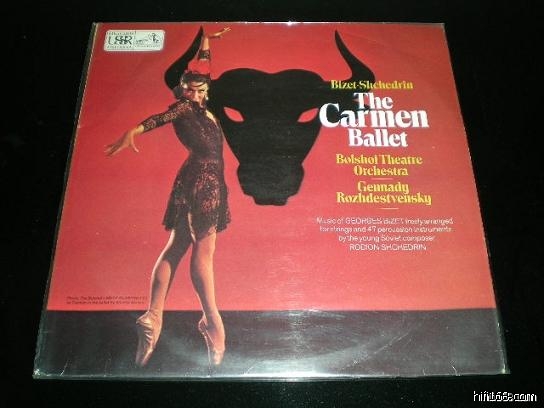 USSR
Bizet-Shchedrin
The
Carmen
Ballet
Bolshoi Theatre
Orchestra
Gennady
Rozhdestvensky
Music of GEORGES BIZET freely arranged
for strings and 47 percussion instruments
by the young Soviet composer
RODION SHCHEDRIN
hifi168.com